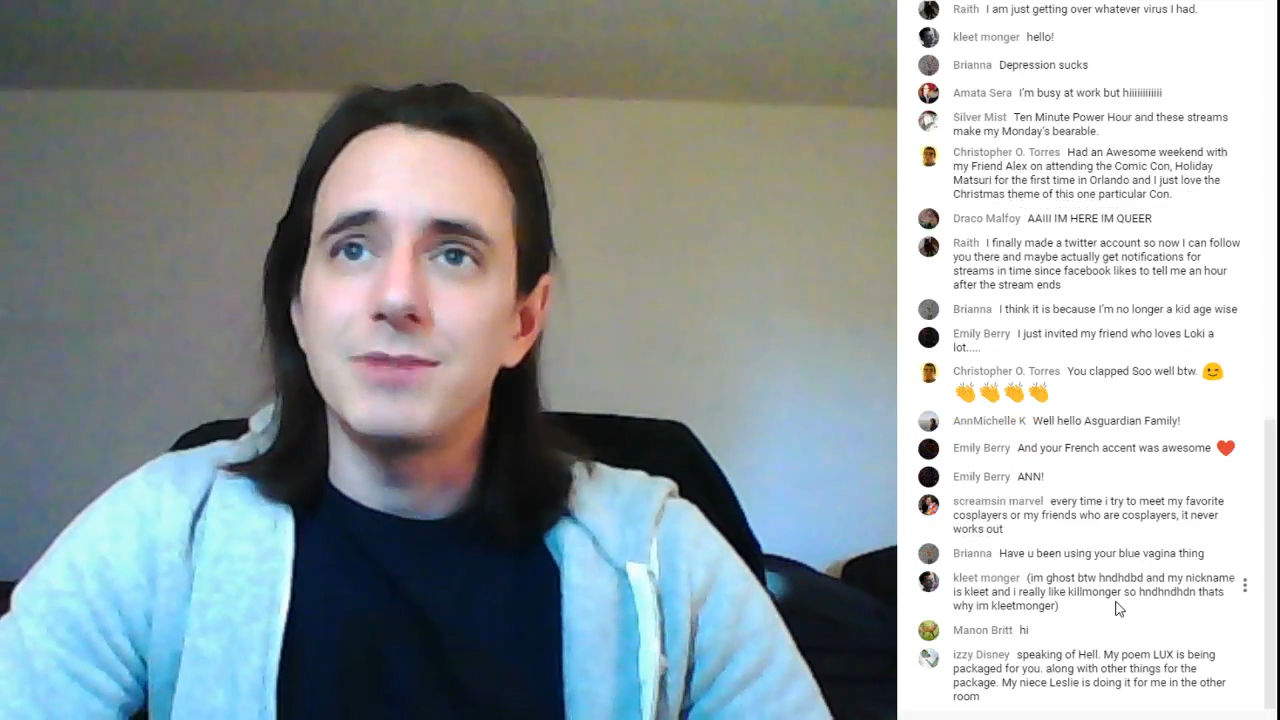 Raith I am just getting over whatever virus I had.
kleet monger hello!
Brianna Depression sucks
Amata Sera I'm busy at work but hiiiiiiiiiiiii
Silver Mist Ten Minute Power Hour and these streams
make my Monday's bearable.
Christopher O. Torres Had an Awesome weekend with
my Friend Alex on attending the Comic Con, Holiday
Matsuri for the first time in Orlando and I just love the
Christmas theme of this one particular Con.
Draco Malfoy AAIII IM HERE IM QUEER
Raith I finally made a twitter account so now I can follow
you there and maybe actually get notifications for
streams in time since facebook likes to tell me an hour
after the stream ends
Brianna I think it is because I'm no longer a kid age wise
Emily Berry I just invited my friend who loves Loki a
lot.....
Christopher O. Torres You clapped Soo well btw. 😉
👏 👏 👏 👏
AnnMichelle K Well hello Asguardian Family!
Emily Berry And your French accent was awesome ❤️
Emily Berry ANN!
screamsin marvel every time i try to meet my favorite
cosplayers or my friends who are cosplayers, it never
works out
Brianna Have u been using your blue vagina thing
kleet monger (im ghost btw hndhdbd and my nickname
is kleet and i really like killmonger so hndhndhdn thats
why im kleetmonger)
Manon Britt hi
izzy Disney speaking of Hell. My poem LUX is being
packaged for you. along with other things for the
package. My niece Leslie is doing it for me in the other
room